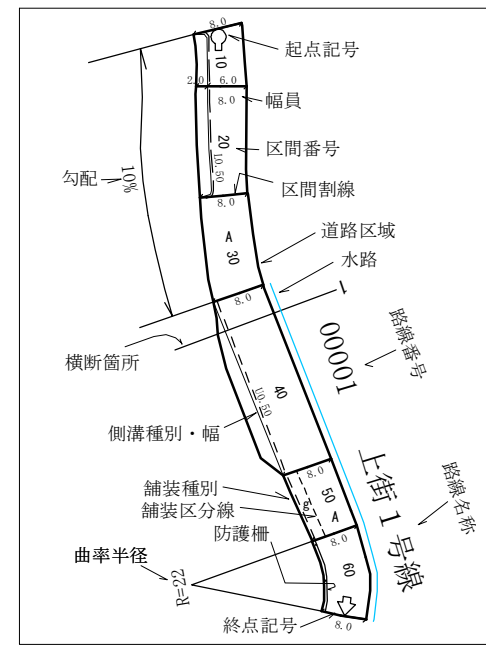 8.0
起点記号
10
2.0
6.0
8.0
幅員
20
区間番号
L0.50
区間割線
8.0
勾配
10%
A
30
道路区域
水路
8.0
1
横断箇所
00001
路線番号
40
U0.50
側溝種別・幅
上街1号線
路線名称
8.0
舗装種別
50
g
A
舗装区分線
防護柵
8.0
曲率半径
60
R=22
終点記号
8.0